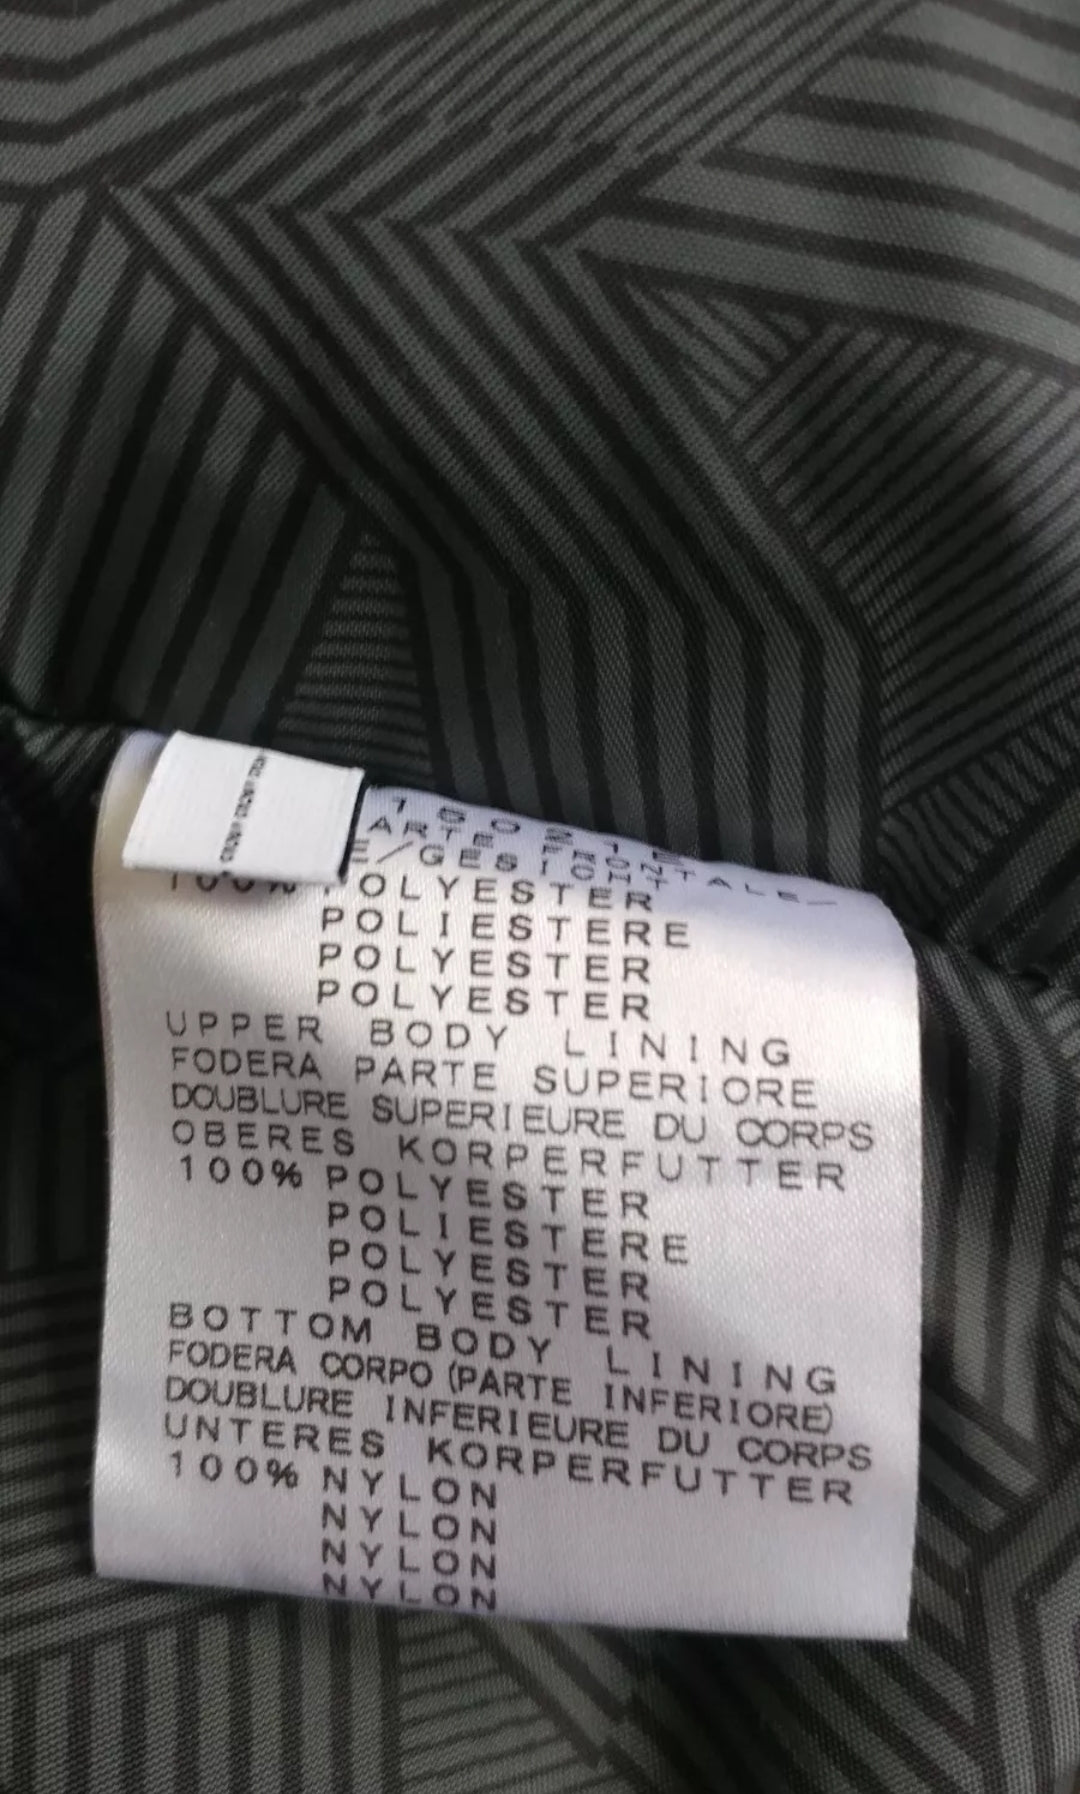 100% POLYESTER
POLIESTERE
POLYESTER
POLYESTER
UPPER BODY LINING
FODERA PARTE SUPERIORE
DOUBLURE SUPERIEURE DU CORPS
OBERES KORPERFUTTER
100% POLYESTER
POLIESTERE
POLYESTER
POLYESTER
BOTTOM BODY LINING
FODERA CORPO (PARTE INFERIORE)
DOUBLURE INFERIEURE DU CORPS
UNTERES KORPERFUTTER
100% NYLON
NYLON
NYLON
NYLON